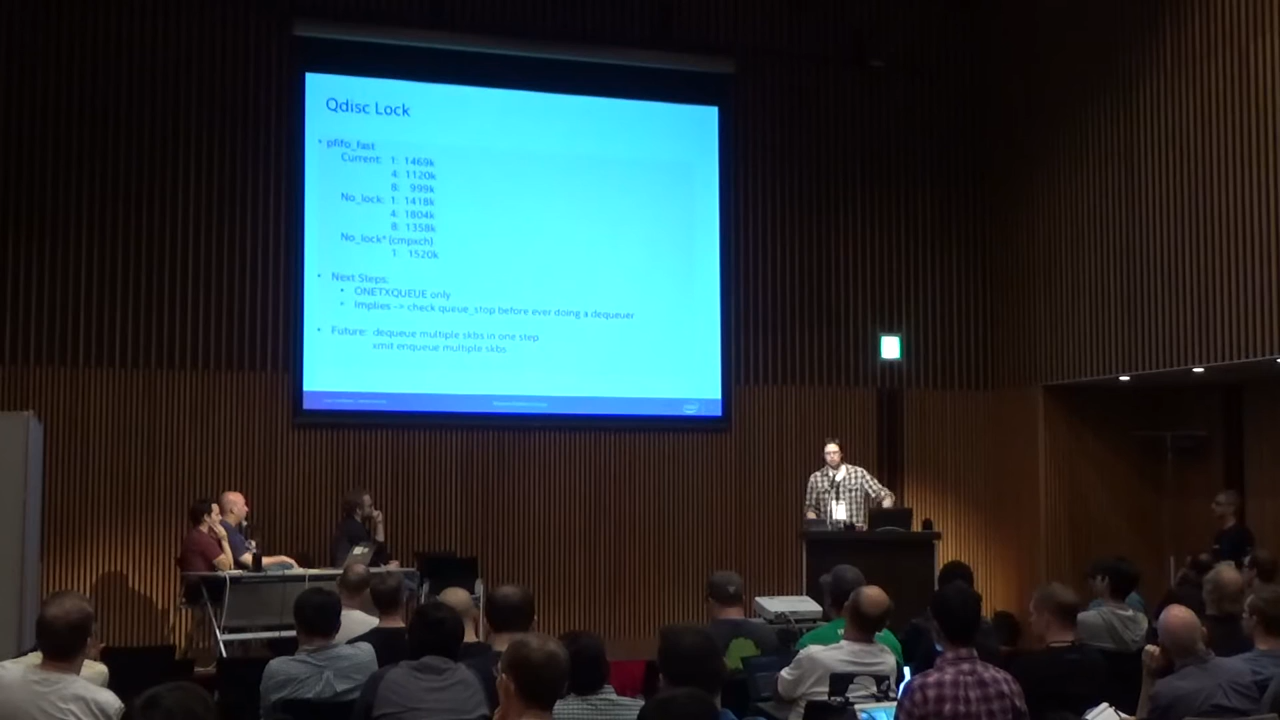 Qdisc Lock
• pfifo_fast
Current: 1: 1469k
4: 1120k
8: 999k
No_lock: 1: 1418k
4: 1804k
8: 1358k
No_lock* (cmpxch)
1: 1520k
• Next Steps:
• ONETXQUEUE only
• Implies -> check queue_stop before ever doing a dequeuer
• Future: dequeue multiple skbs in one step
xmit enqueue multiple skbs